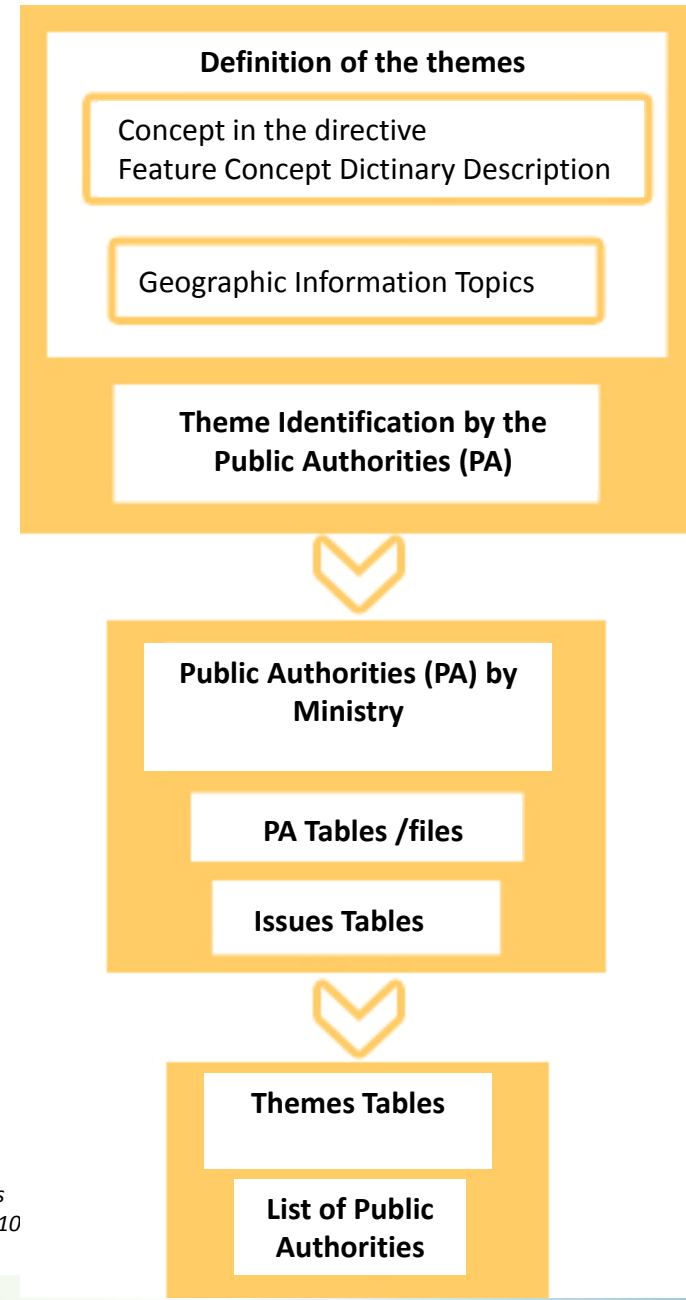 Definition of the themes
Concept in the directive
Feature Concept Dictinary Description
Geographic Information Topics
Theme Identification by the
Public Authorities (PA)
Public Authorities (PA) by
Ministry
PA Tables /files
Issues Tables
Themes Tables
s
10
List of Public
Authorities